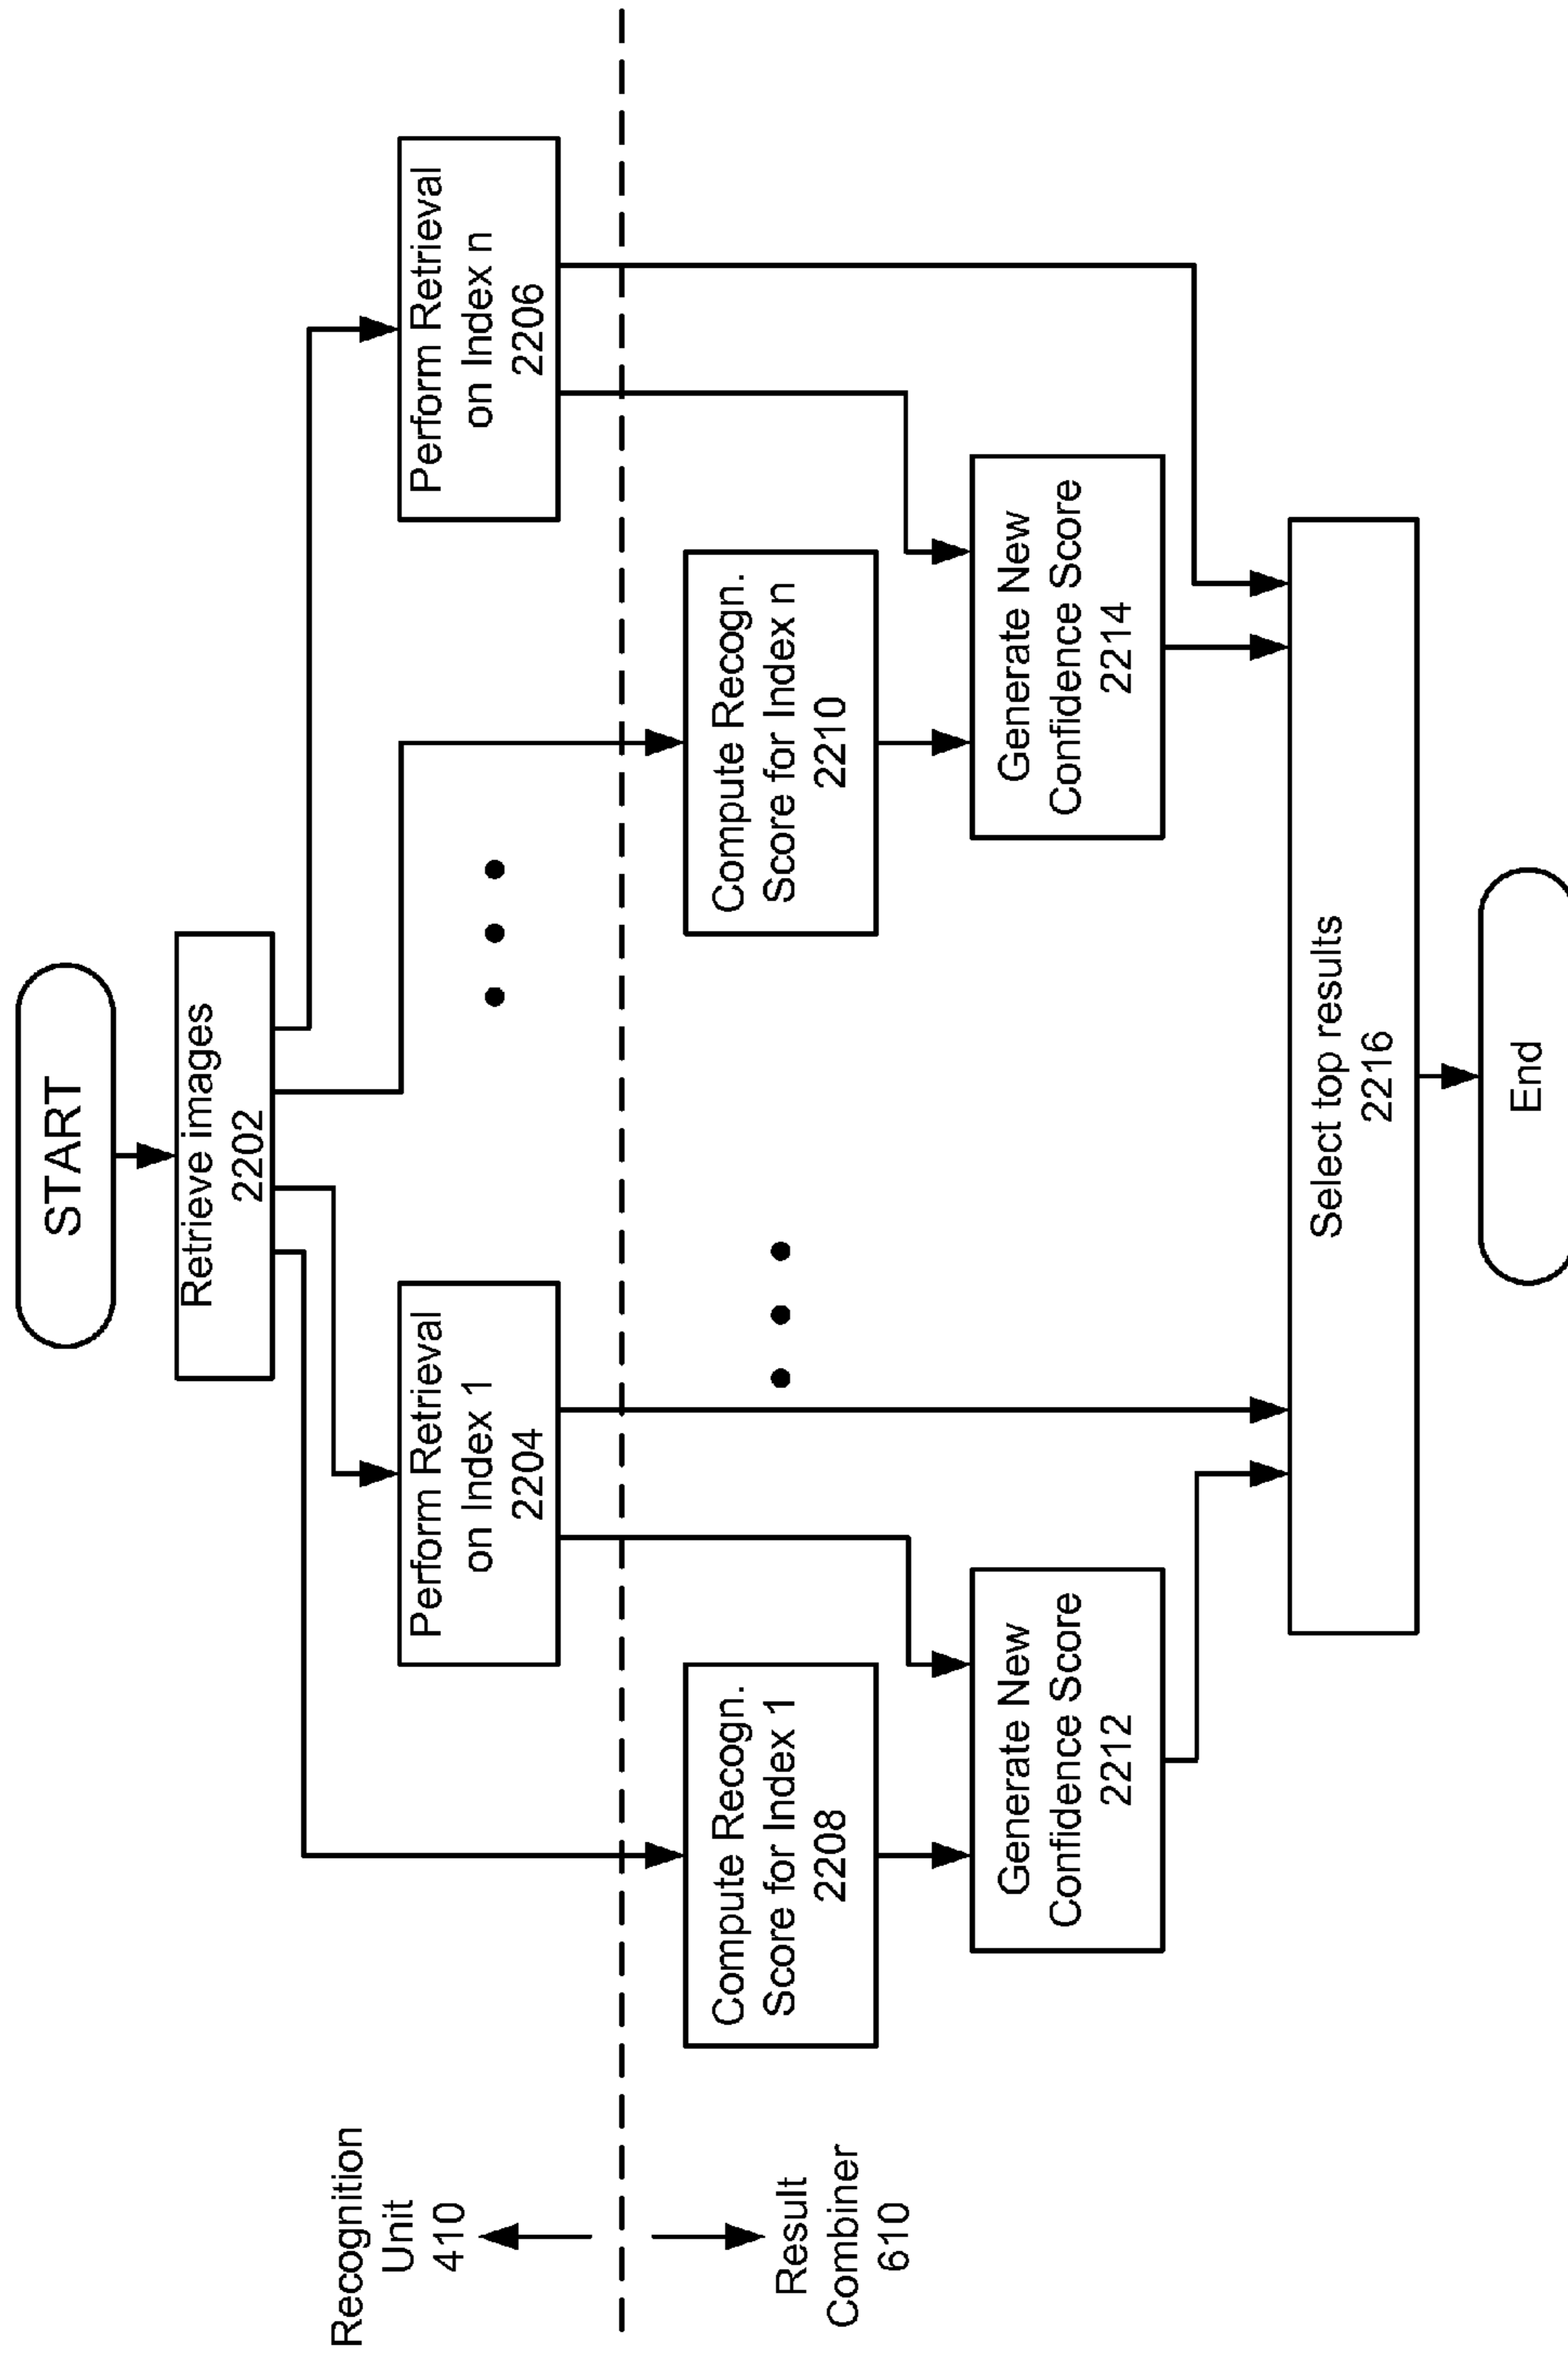 START
Retrieve images
2202
Recognition
Unit
410
Perform Retrieval
on Index 1
2204
Perform Retrieval
on Index n
2206
Result
Combiner
610
Compute Recogn.
Score for Index 1
2208
Compute Recogn.
Score for Index n
2210
Generate New
Confidence Score
2212
Generate New
Confidence Score
2214
Select top results
2216
End